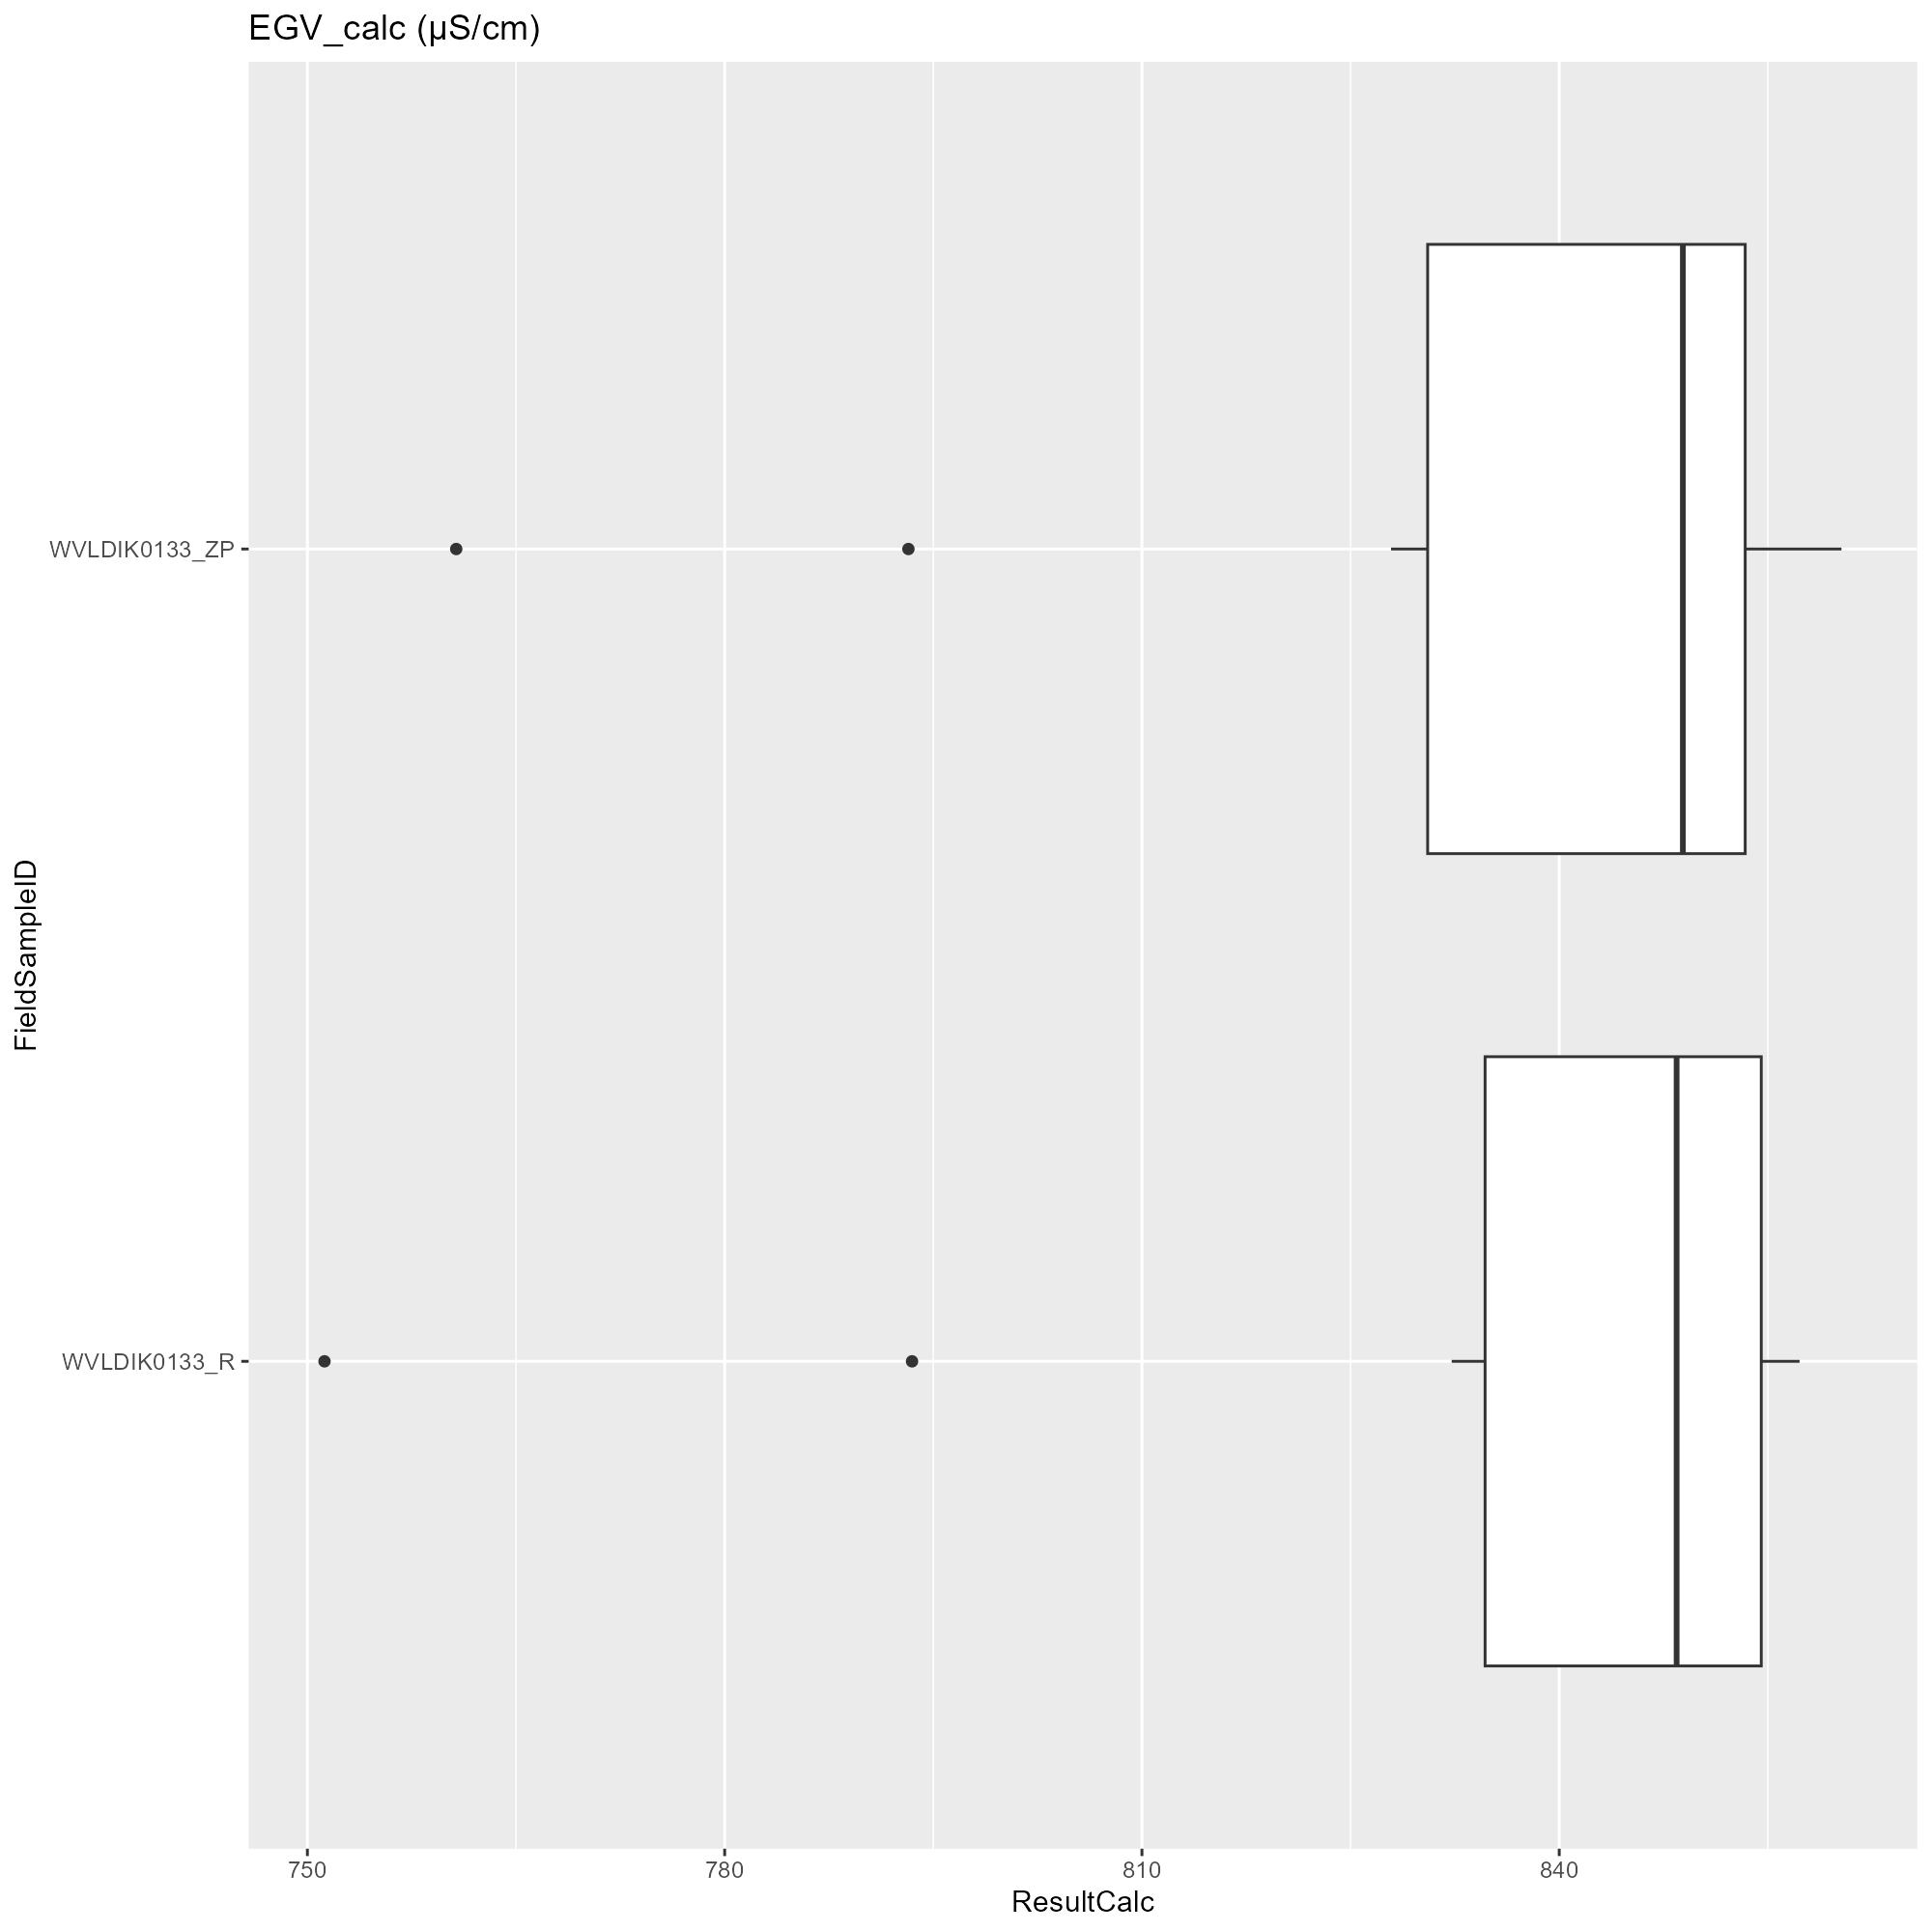 EGV_calc (µS/cm)
FieldSampleID
WVLDIK0133_ZP
WVLDIK0133_R
750 780 810 840
ResultCalc